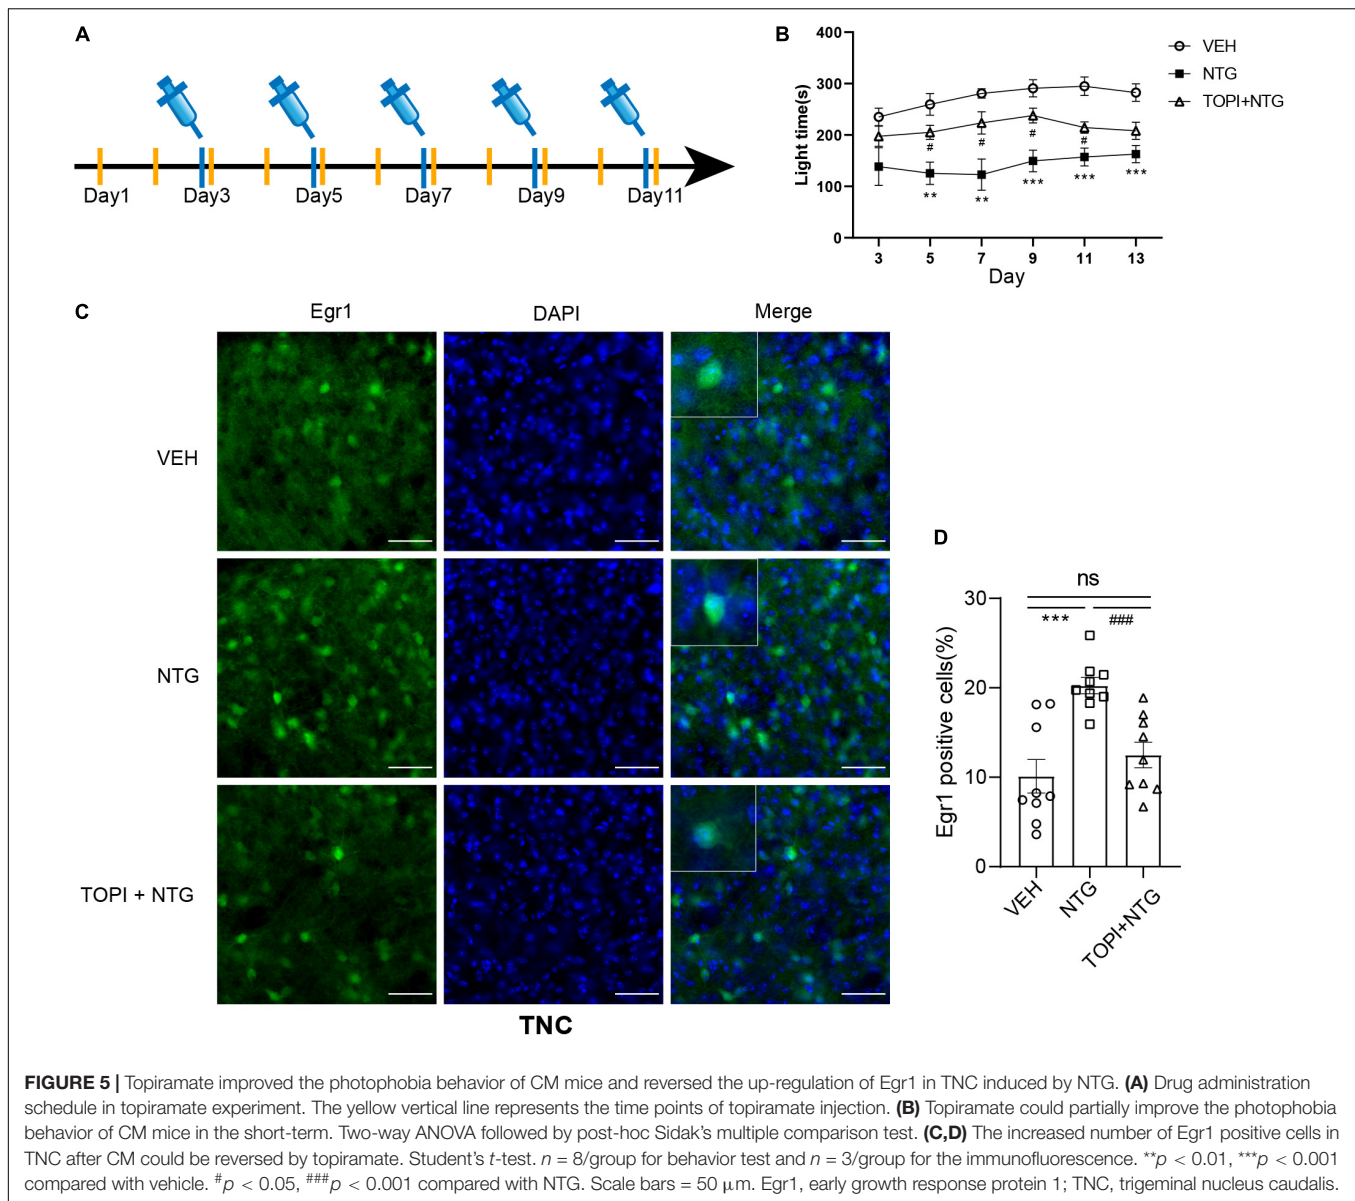 A
Day1
Day3
Day5
Day7
Day9
Day11
B
400
300
200
100
0
Light time(s)
VEH
NTG
TOPI+NTG
#
#
#
#
**
**
***
***
***
3
5
7
9
11
13
Day
C
Egr1
DAPI
Merge
VEH
NTG
TOPI + NTG
TNC
D
ns
***
###
30
20
10
0
Egr1 positive cells(%)
VEH
NTG
TOPI+NTG
FIGURE 5 | Topiramate improved the photophobia behavior of CM mice and reversed the up-regulation of Egr1 in TNC induced by NTG. (A) Drug administration
schedule in topiramate experiment. The yellow vertical line represents the time points of topiramate injection. (B) Topiramate could partially improve the photophobia
behavior of CM mice in the short-term. Two-way ANOVA followed by post-hoc Sidak's multiple comparison test. (C,D) The increased number of Egr1 positive cells in
TNC after CM could be reversed by topiramate. Student's t-test. n = 8/group for behavior test and n = 3/group for the immunofluorescence. **p < 0.01, ***p < 0.001
compared with vehicle. #p < 0.05, ###p < 0.001 compared with NTG. Scale bars = 50 μm. Egr1, early growth response protein 1; TNC, trigeminal nucleus caudalis.